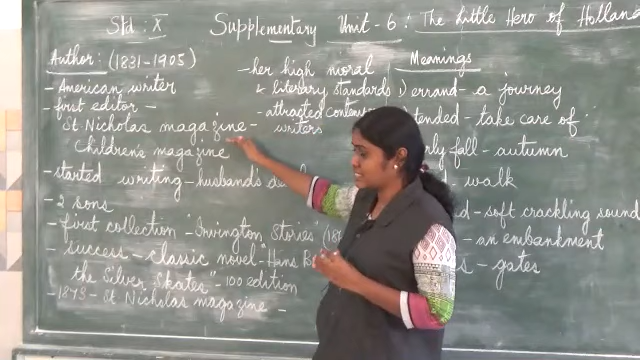 Std : X Supplementary Unit - 6 : The Little Hero of Hollan
Author : (1831-1905)
- American writer
- first editor -
St. Nicholas magazine -
Children's magazine
- started writing - husband's
- 2 sons
- first collection - "Irvington Stories
- success - classic novel "Hans
the Silver Skates" - 100 edition
- 1873 - St Nicholas magazine -
- her high moral
& literary standards
- attracted
writers
Meanings
1) errand - a journey
tended - take care of
fall - autumn
walk
- soft crackling sound
- an embankment
- gates